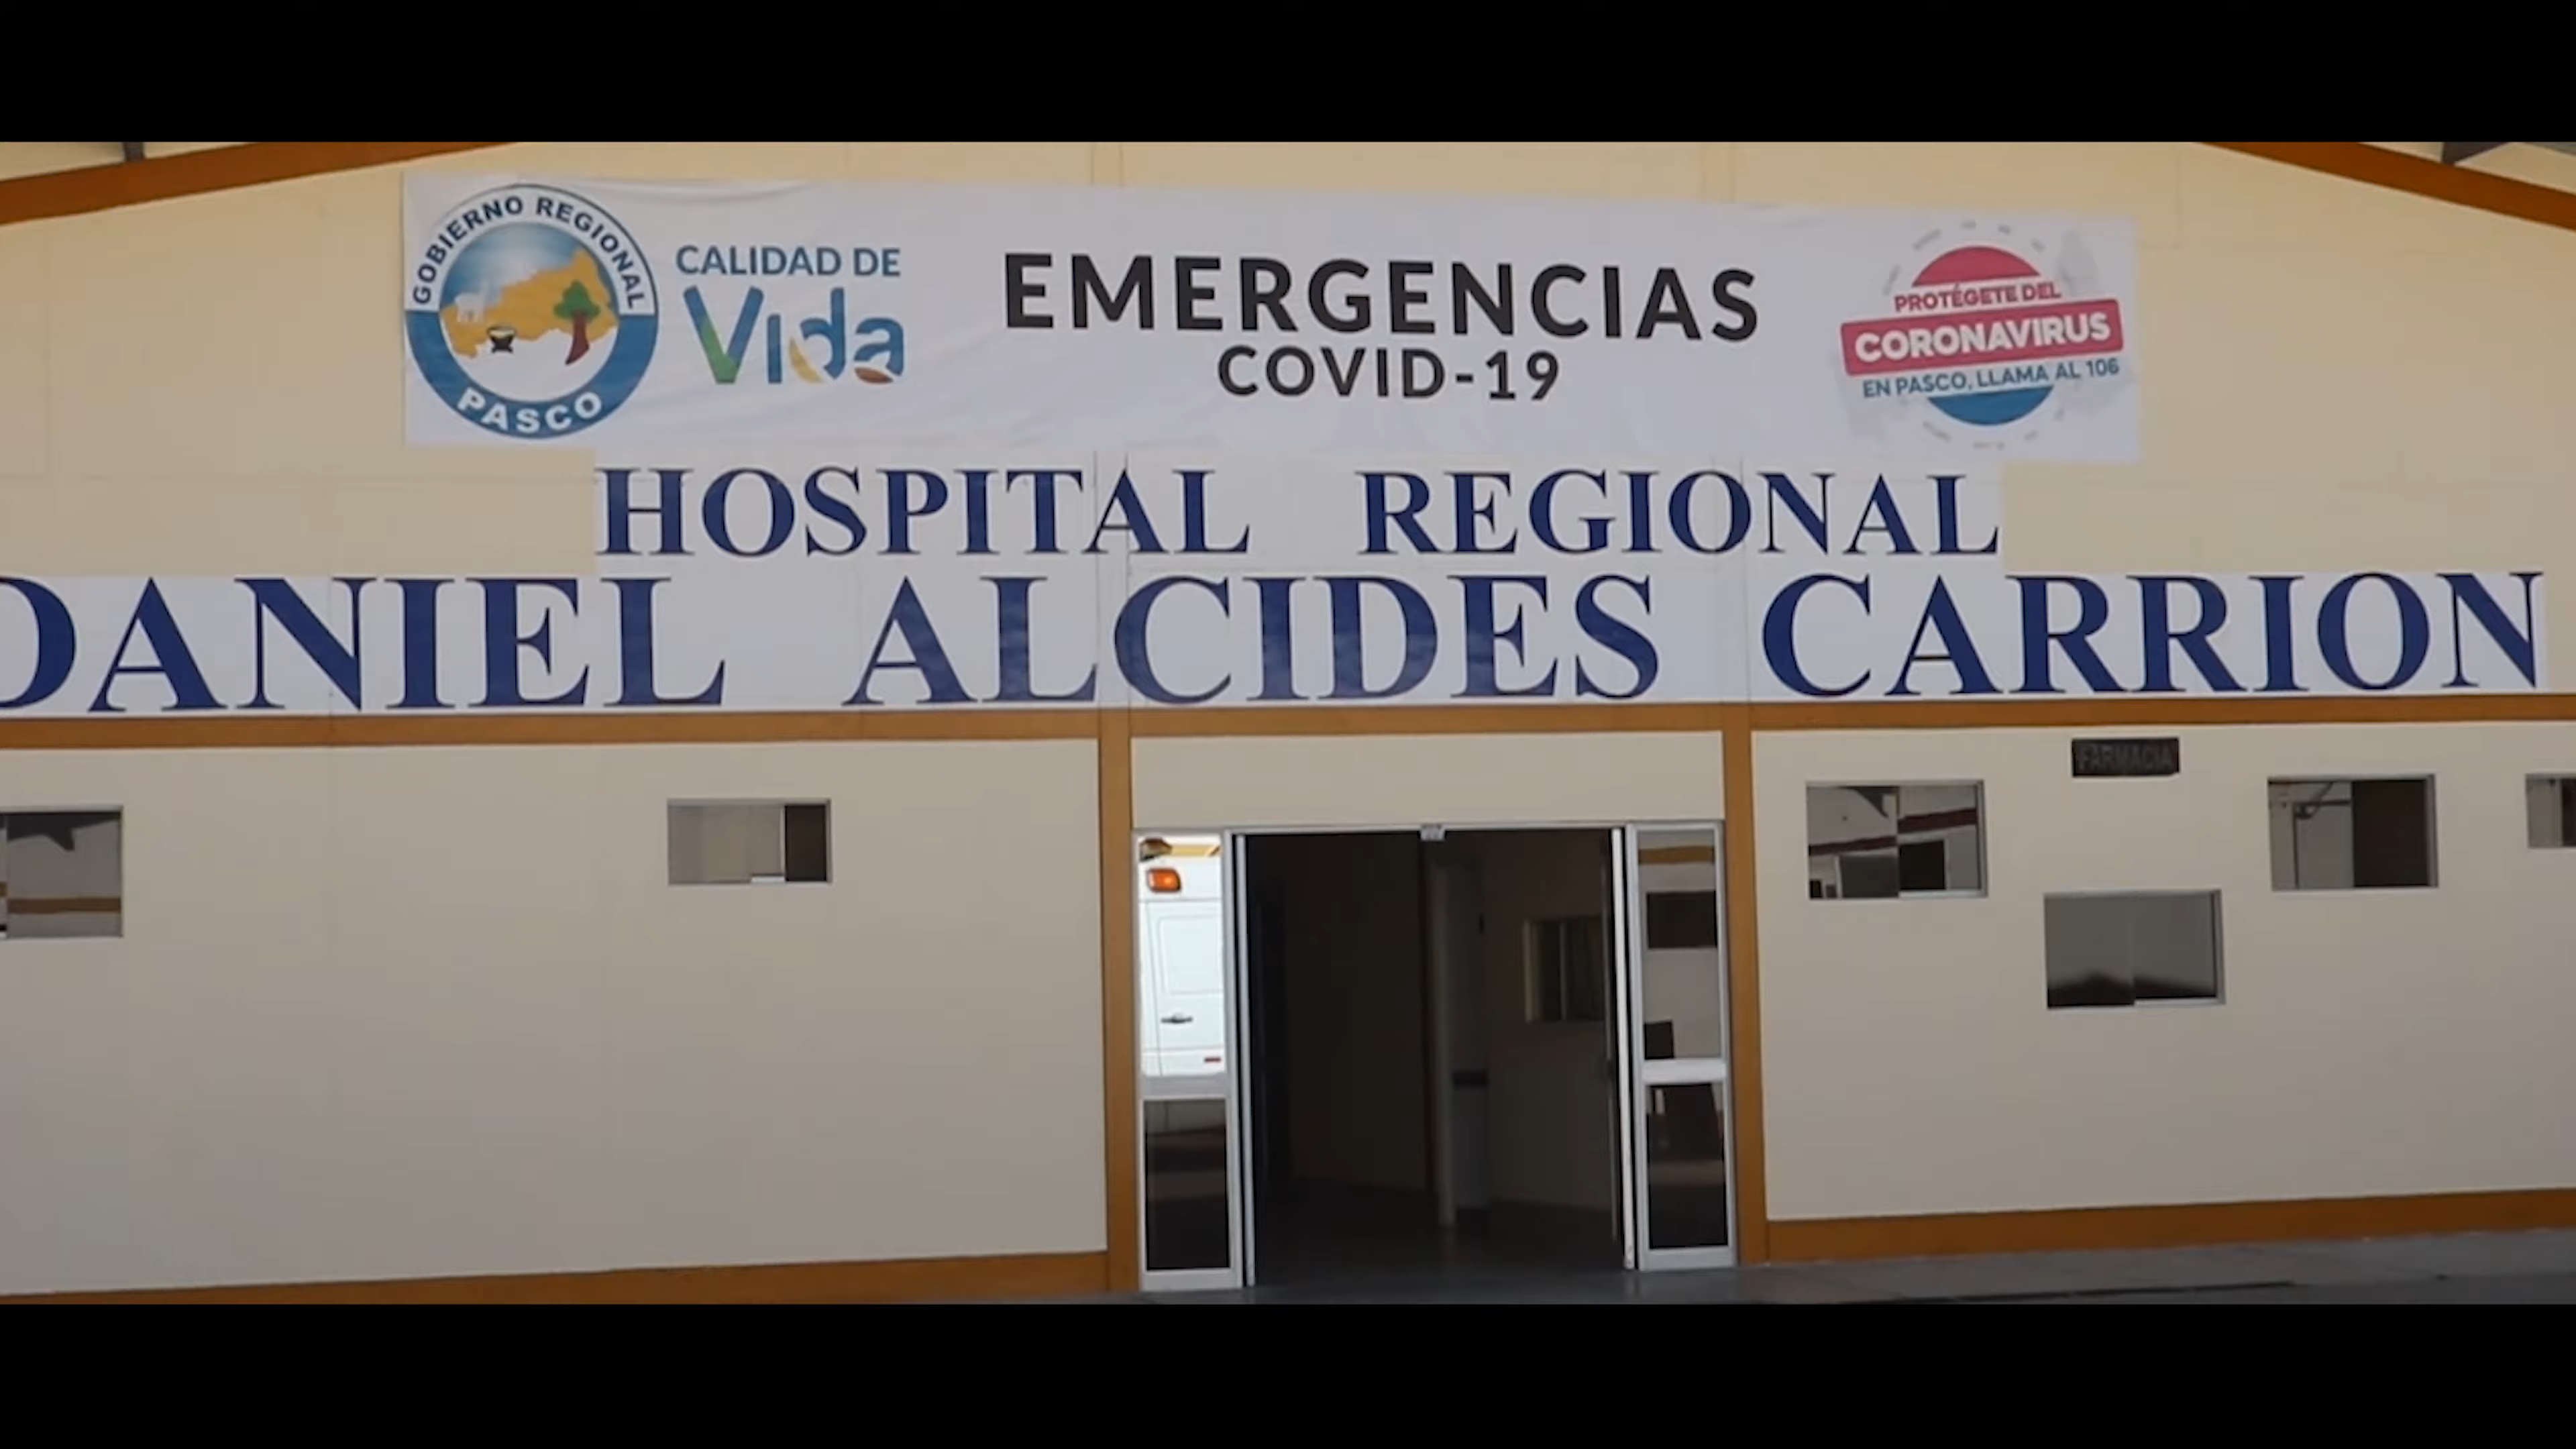 GOBIERNO REGIONAL
PASCO
CALIDAD DE
Vida
EMERGENCIAS
COVID-19
PROTÉGETE DEL
CORONAVIRUS
EN PASCO, LLAMA AL 106
HOSPITAL REGIONAL
DANIEL ALCIDES CARRION
FARMACIA